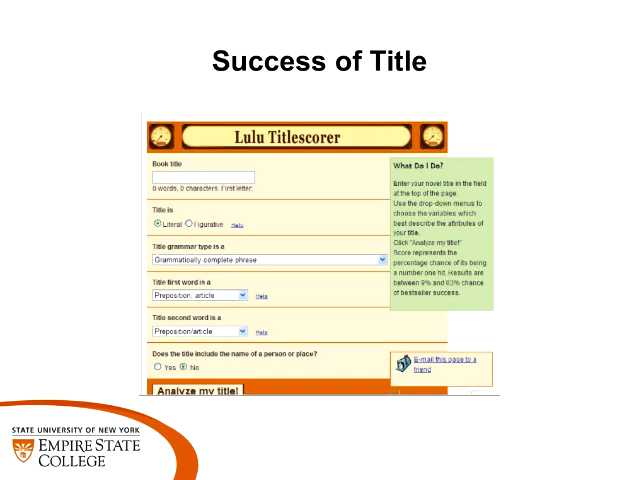 Success of Title
Lulu Titlescorer
Book title
0 words, 0 characters. First letter:
Title is
Literal Figurative Help
Title grammar type is a
Grammatically complete phrase
Title first word is a
Preposition, article Help
Title second word is a
Preposition/article Help
Does the title include the name of a person or place?
Yes No
Analyze my title!
What Do I Do?
Enter your novel title in the field
at the top of the page.
Use the drop-down menus to
choose the variables which
best describe the attributes of
your title.
Click "Analyze my title!"
Score represents the
percentage chance of its being
a number one hit. Results are
between 9% and 83% chance
of bestseller success.
E-mail this page to a
friend
STATE UNIVERSITY OF NEW YORK
EMPIRE STATE
COLLEGE